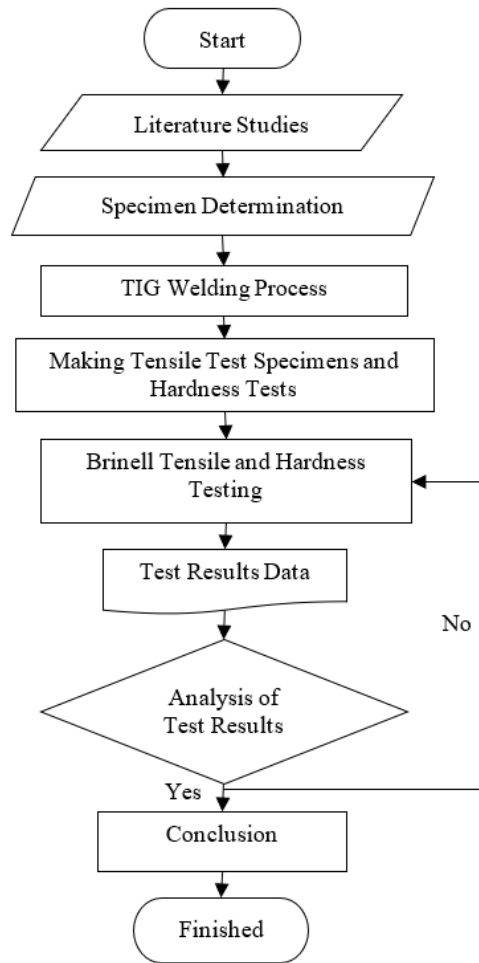 Start
Literature Studies
Specimen Determination
TIG Welding Process
Making Tensile Test Specimens and
Hardness Tests
Brinell Tensile and Hardness
Testing
Test Results Data
No
Analysis of
Test Results
Yes
Conclusion
Finished